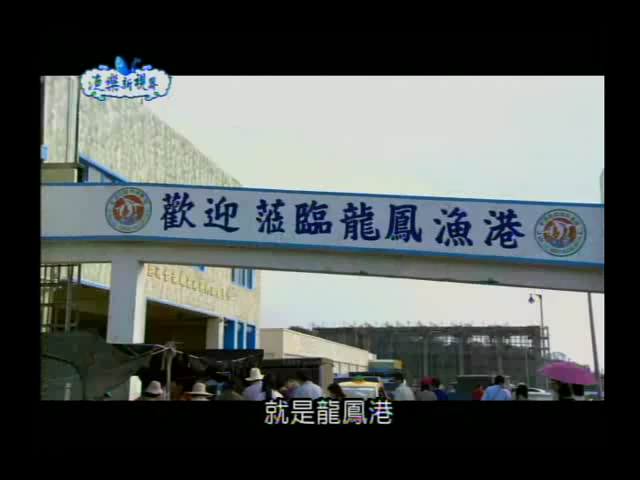 漁樂新視界
歡迎 蒞臨龍鳳漁港
就是龍鳳港